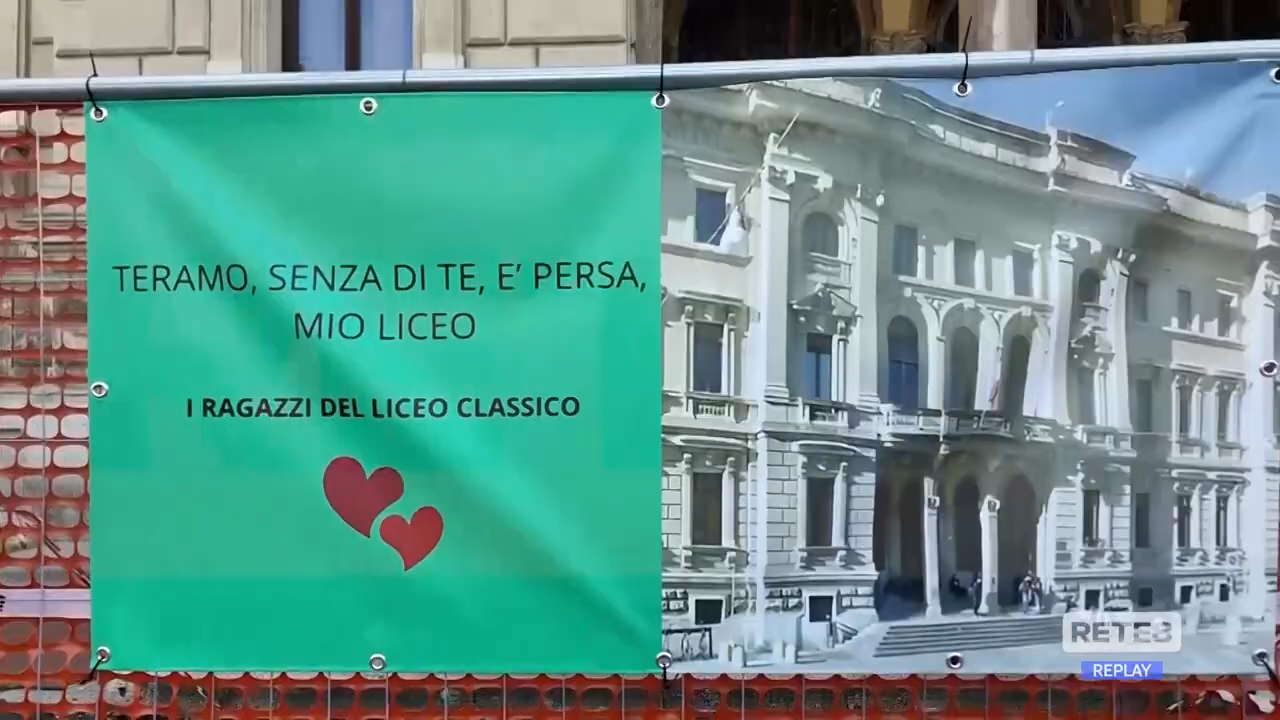 TERAMO, SENZA DI TE, E’ PERSA,
MIO LICEO
I RAGAZZI DEL LICEO CLASSICO
RETE8
REPLAY